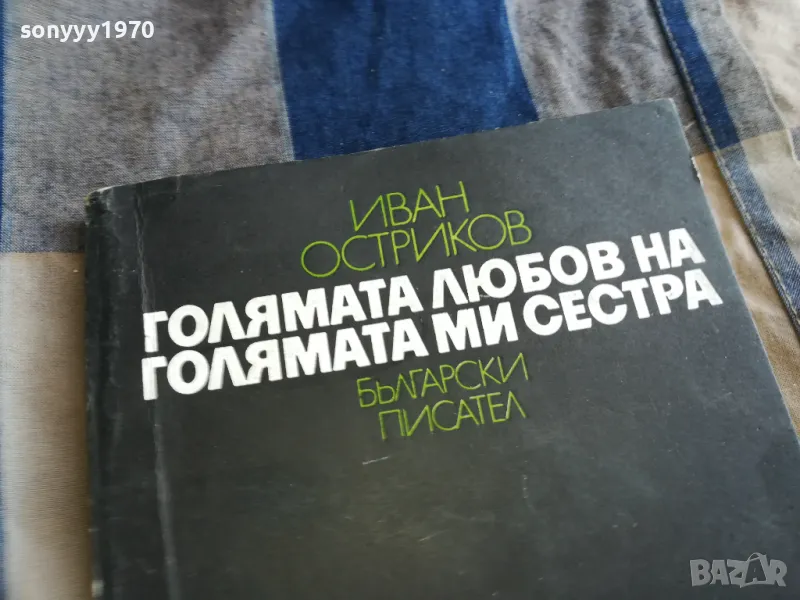 sonyyy1970
ИВАН
ОСТРИКОВ
ГОЛЯМАТА ЛЮБОВ НА
ГОЛЯМАТА МИ СЕСТРА
БЪЛГАРСКИ
ПИСАТЕЛ
BAZAR